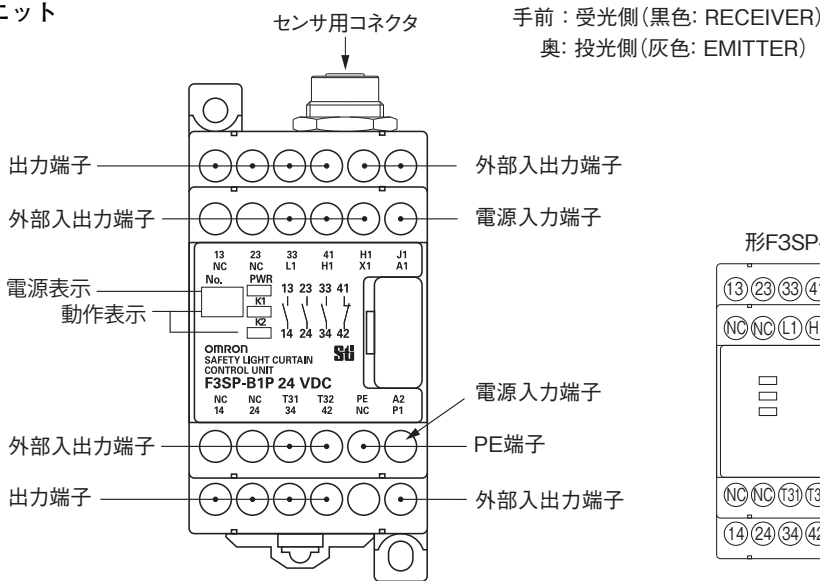 ニット
センサ用コネクタ
手前：受光側（黒色: RECEIVER）
奥: 投光側（灰色: EMITTER）
出力端子
外部入出力端子
外部入出力端子
電源入力端子
13 23 33 41 H1 J1
NC NC L1 H1 X1 A1
No. PWR
13 23 33 41
K1
K2
14 24 34 42
電源表示
動作表示
OMRON
STI
SAFETY LIGHT CURTAIN
CONTROL UNIT
F3SP-B1P 24 VDC
NC NC T31 T32 PE A2
14 24 34 42 NC P1
電源入力端子
外部入出力端子
PE端子
出力端子
外部入出力端子
形F3SP-
13 23 33
NC NC L1
NC NC T31
14 24 34 42